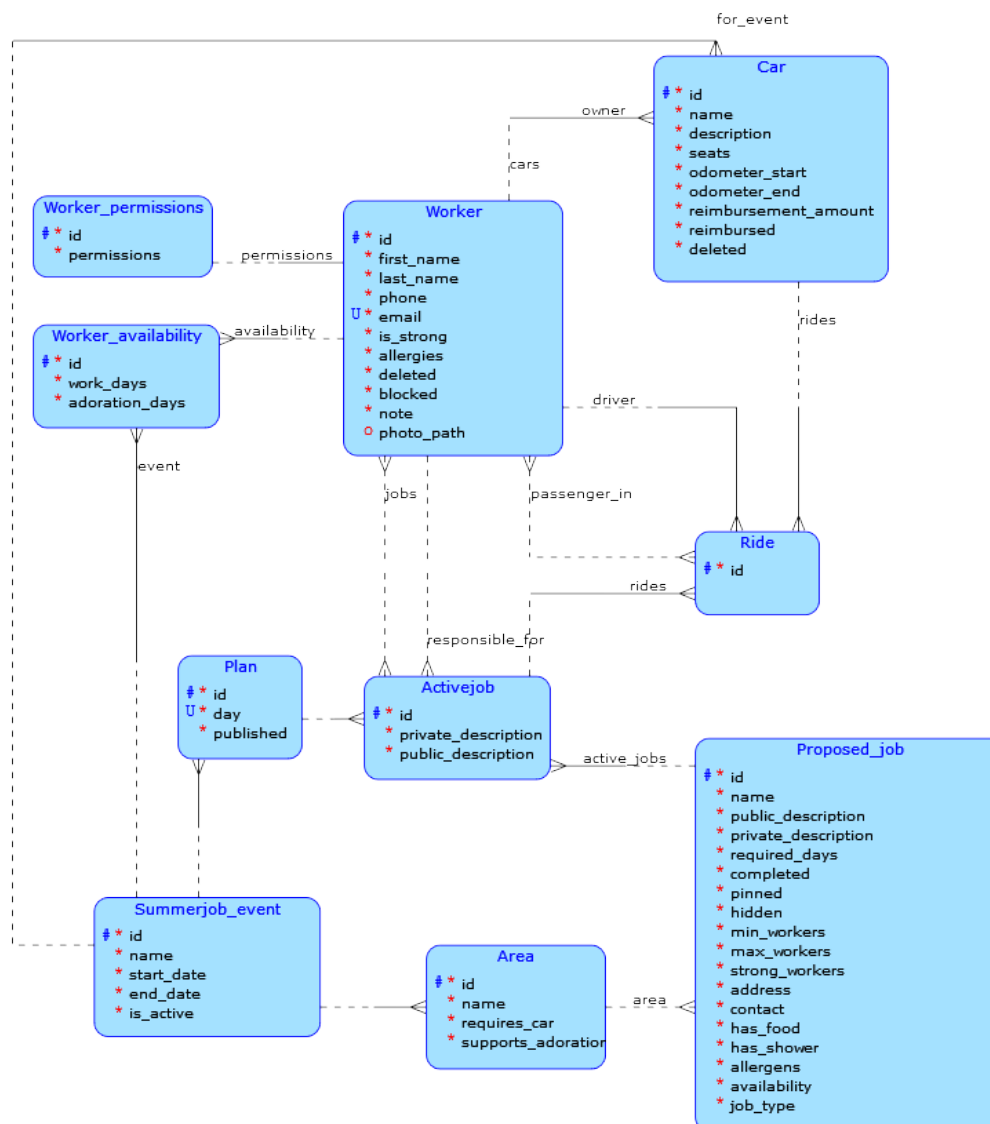 for_event
Car
# * id
* name
* description
* seats
* odometer_start
* odometer_end
* reimbursement_amount
* reimbursed
* deleted
owner
cars
Worker_permissions
# * id
* permissions
permissions
Worker
# * id
* first_name
* last_name
* phone
U * email
* is_strong
* allergies
* deleted
* blocked
* note
o photo_path
Worker_availability
# * id
* work_days
* adoration_days
availability
rides
driver
event
jobs
passenger_in
Ride
# * id
rides
responsible_for
Plan
# * id
U * day
* published
Activejob
# * id
* private_description
* public_description
active_jobs
Proposed_job
# * id
* name
* public_description
* private_description
* required_days
* completed
* pinned
* hidden
* min_workers
* max_workers
* strong_workers
* address
* contact
* has_food
* has_shower
* allergens
* availability
* job_type
Summerjob_event
# * id
* name
* start_date
* end_date
* is_active
Area
# * id
* name
* requires_car
* supports_adoration
area